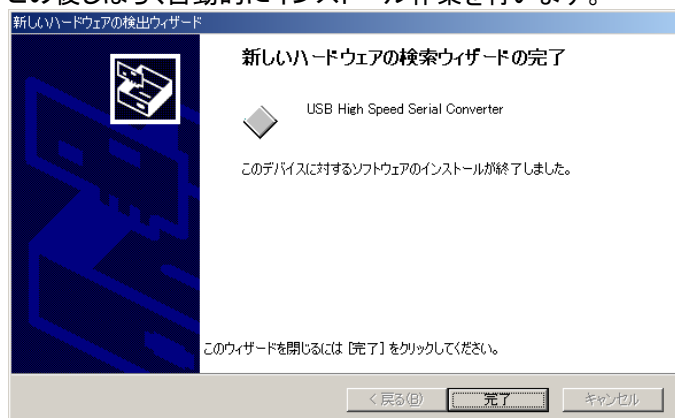 この後しばらく、自動的にインストール作業を行います。
新しいハードウェアの検出ウィザード
新しいハードウェアの検索ウィザードの完了
USB High Speed Serial Converter
このデバイスに対するソフトウェアのインストールが終了しました。
このウィザードを閉じるには [完了] をクリックしてください。
< 戻る(B) 完了 キャンセル